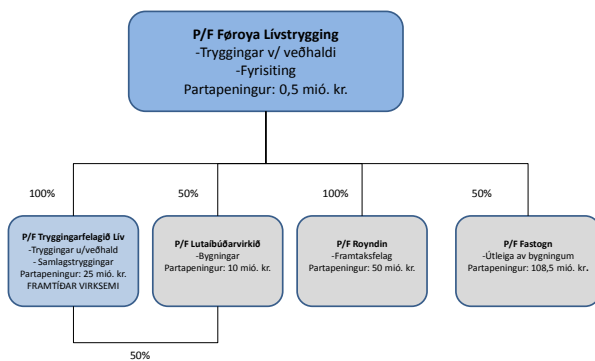 P/F Føroya Lívstrygging
-Tryggingar v/ veðhaldi
-Fyrisiting
Partapeningur: 0,5 mió. kr.
100%
50%
100%
50%
P/F Tryggingarfelagið Lív
-Tryggingar u/veðhald
- Samlagstryggingar
Partapeningur: 25 mió. kr.
FRAMTÍÐAR VIRKSEMI
P/F Lutaíbúðarvirkið
-Bygningar
Partapeningur: 10 mió. kr.
P/F Royndin
-Framtaksfelag
Partapeningur: 50 mió. kr.
P/F Fastogn
-Útleiga av bygningum
Partapeningur: 108,5 mió. kr.
50%